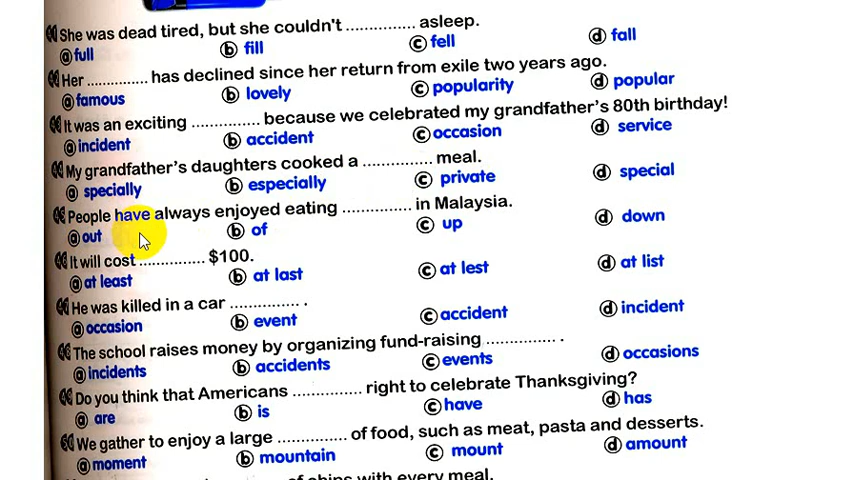 She was dead tired, but she couldn't ............... asleep.
ⓐ full ⓑ fill ⓒ fell ⓓ fall
Her ............... has declined since her return from exile two years ago.
ⓐ famous ⓑ lovely ⓒ popularity ⓓ popular
It was an exciting ............... because we celebrated my grandfather's 80th birthday!
ⓐ incident ⓑ accident ⓒ occasion ⓓ service
My grandfather's daughters cooked a ............... meal.
ⓐ specially ⓑ especially ⓒ private ⓓ special
People have always enjoyed eating ............... in Malaysia.
ⓐ out ⓑ of ⓒ up ⓓ down
It will cost ............... $100.
ⓐ at least ⓑ at last ⓒ at lest ⓓ at list
He was killed in a car ............... .
ⓐ occasion ⓑ event ⓒ accident ⓓ incident
The school raises money by organizing fund-raising ............... .
ⓐ incidents ⓑ accidents ⓒ events ⓓ occasions
Do you think that Americans ............... right to celebrate Thanksgiving?
ⓐ are ⓑ is ⓒ have ⓓ has
We gather to enjoy a large ............... of food, such as meat, pasta and desserts.
ⓐ moment ⓑ mountain ⓒ mount ⓓ amount
of chips with every meal.